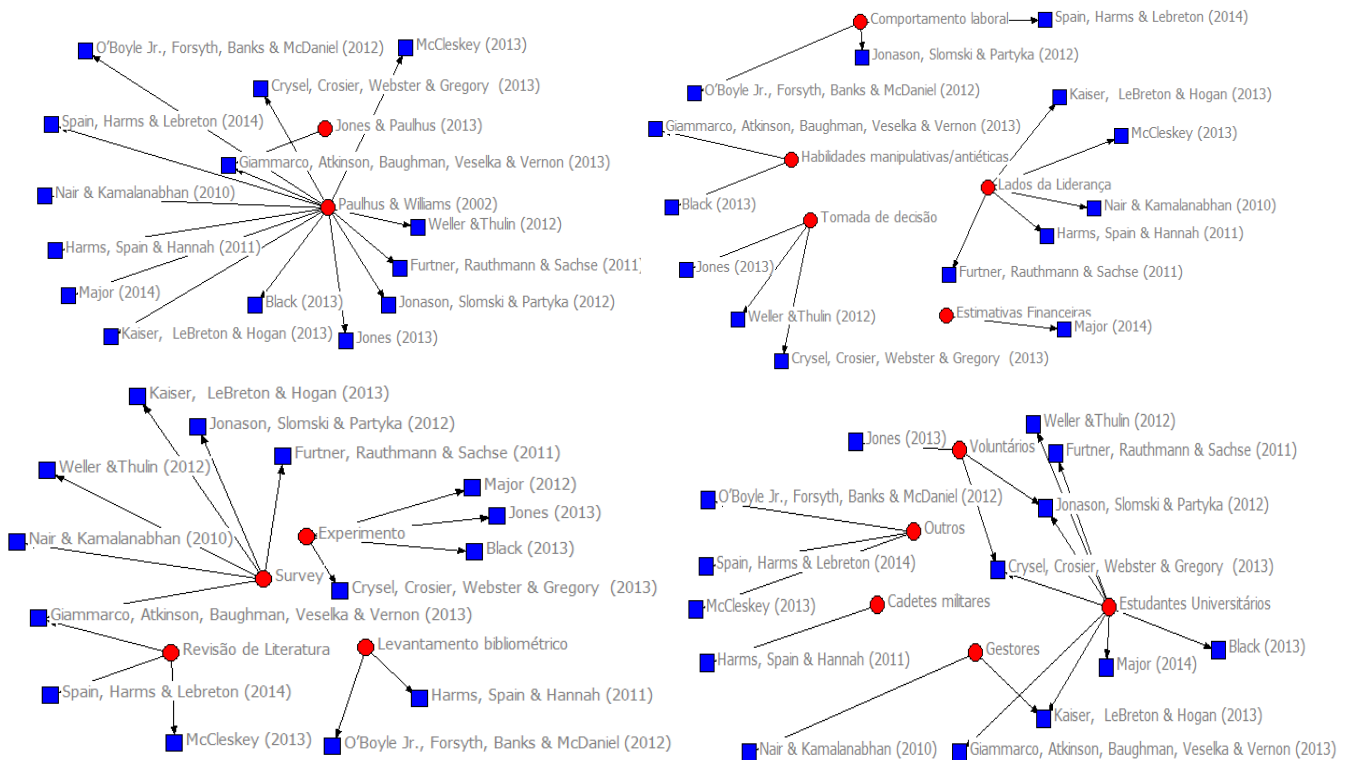 O'Boyle Jr., Forsyth, Banks & McDaniel (2012)
McCleskey (2013)
Crysel, Crosier, Webster & Gregory (2013)
Spain, Harms & Lebreton (2014)
Jones & Paulhus (2013)
Giammarco, Atkinson, Baughman, Veselka & Vernon (2013)
Nair & Kamalanabhan (2010)
Paulhus & Wiliams (2002)
Weller &Thulin (2012)
Harms, Spain & Hannah (2011)
Furtner, Rauthmann & Sachse (2011)
Major (2014)
Black (2013)
Jonason, Slomski & Partyka (2012)
Kaiser, LeBreton & Hogan (2013)
Jones (2013)
Comportamento laboral
Spain, Harms & Lebreton (2014)
Jonason, Slomski & Partyka (2012)
O'Boyle Jr., Forsyth, Banks & McDaniel (2012)
Kaiser, LeBreton & Hogan (2013)
Giammarco, Atkinson, Baughman, Veselka & Vernon (2013)
McCleskey (2013)
Habilidades manipulativas/antiéticas
Lados da Liderança
Black (2013)
Nair & Kamalanabhan (2010)
Tomada de decisão
Harms, Spain & Hannah (2011)
Jones (2013)
Furtner, Rauthmann & Sachse (2011)
Weller &Thulin (2012)
Estimativas Financeiras
Major (2014)
Crysel, Crosier, Webster & Gregory (2013)
Kaiser, LeBreton & Hogan (2013)
Jonason, Slomski & Partyka (2012)
Furtner, Rauthmann & Sachse (2011)
Weller &Thulin (2012)
Major (2012)
Jones (2013)
Experimento
Nair & Kamalanabhan (2010)
Black (2013)
Survey
Crysel, Crosier, Webster & Gregory (2013)
Giammarco, Atkinson, Baughman, Veselka & Vernon (2013)
Revisão de Literatura
Levantamento bibliométrico
Spain, Harms & Lebreton (2014)
Harms, Spain & Hannah (2011)
McCleskey (2013)
O'Boyle Jr., Forsyth, Banks & McDaniel (2012)
Weller &Thulin (2012)
Jones (2013)
Voluntários
Furtner, Rauthmann & Sachse (2011)
O'Boyle Jr., Forsyth, Banks & McDaniel (2012)
Jonason, Slomski & Partyka (2012)
Outros
Spain, Harms & Lebreton (2014)
Crysel, Crosier, Webster & Gregory (2013)
McCleskey (2013)
Cadetes militares
Estudantes Universitários
Harms, Spain & Hannah (2011)
Gestores
Black (2013)
Major (2014)
Kaiser, LeBreton & Hogan (2013)
Nair & Kamalanabhan (2010)
Giammarco, Atkinson, Baughman, Veselka & Vernon (2013)